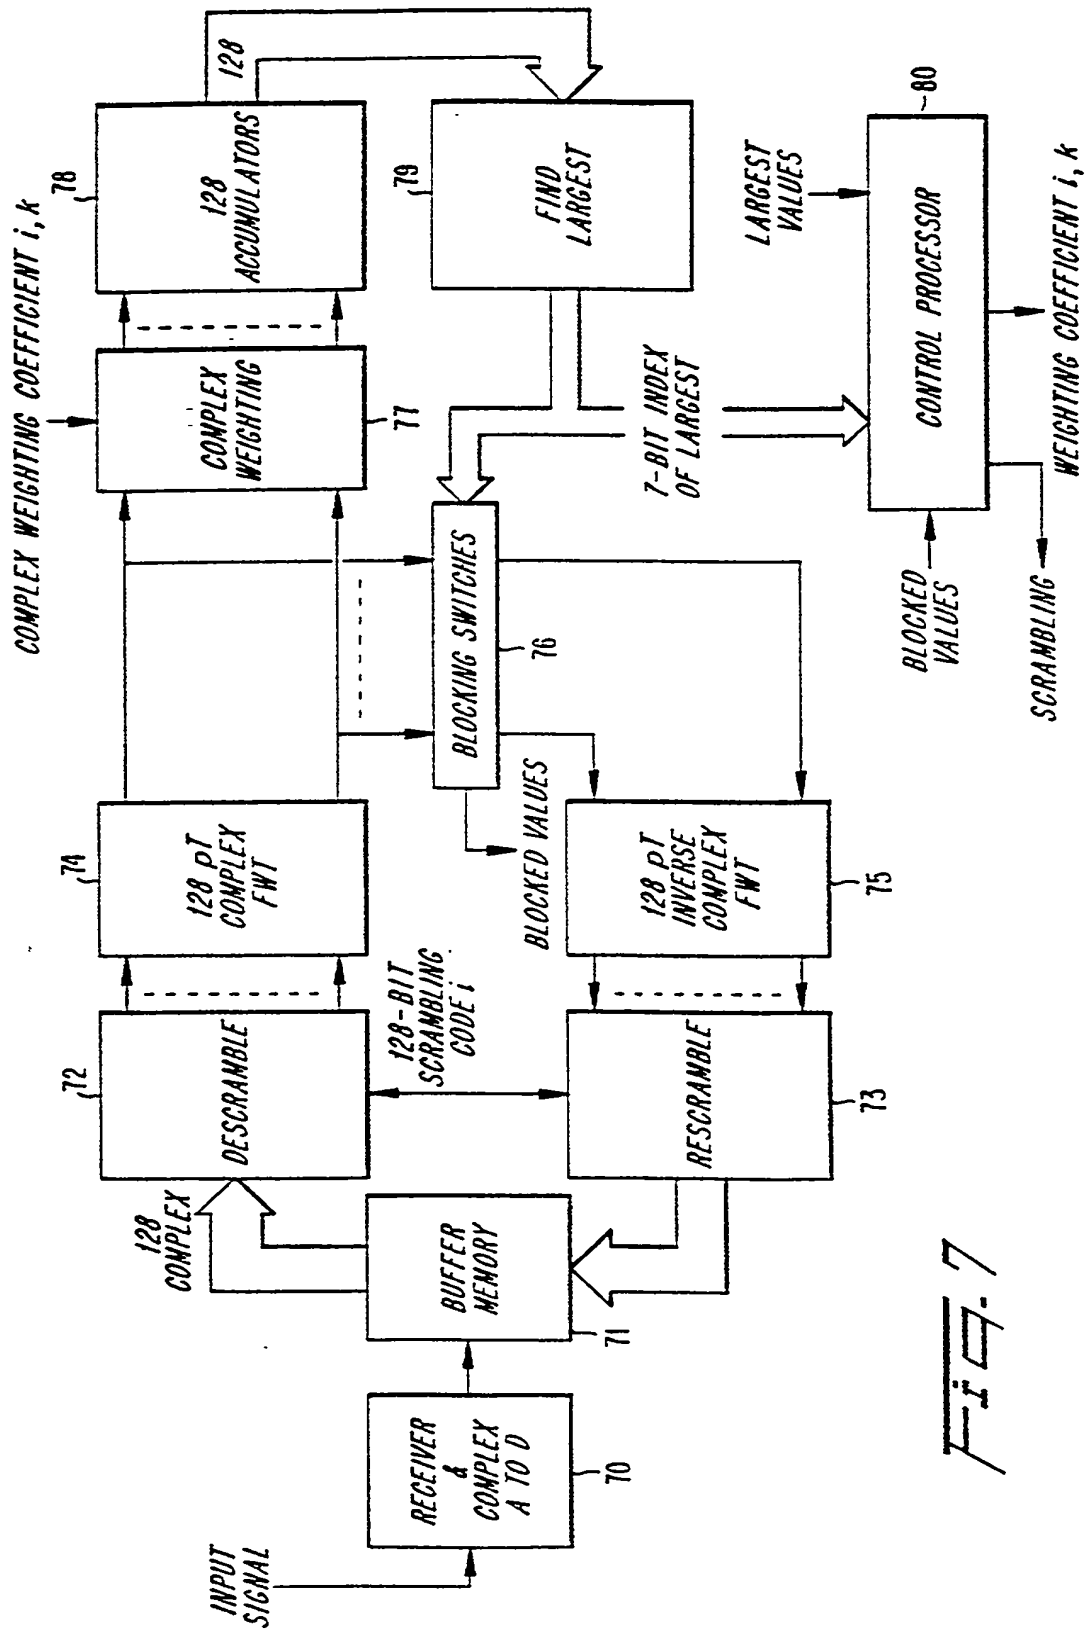 COMPLEX WEIGHTING COEFFICIENT i, k
INPUT
SIGNAL
RECEIVER
&
COMPLEX
A TO D
70
BUFFER
MEMORY
71
128
COMPLEX
DESCRAMBLE
72
128 pT
COMPLEX
FWT
74
COMPLEX
WEIGHTING
77
128
ACCUMULATORS
78
128
FIND
LARGEST
79
7-BIT INDEX
OF LARGEST
BLOCKING SWITCHES
76
BLOCKED VALUES
128-BIT
SCRAMBLING
CODE i
RESCRAMBLE
73
128 pT
INVERSE
COMPLEX
FWT
75
LARGEST
VALUES
CONTROL PROCESSOR
80
BLOCKED
VALUES
SCRAMBLING
WEIGHTING COEFFICIENT i, k
Fig. 7